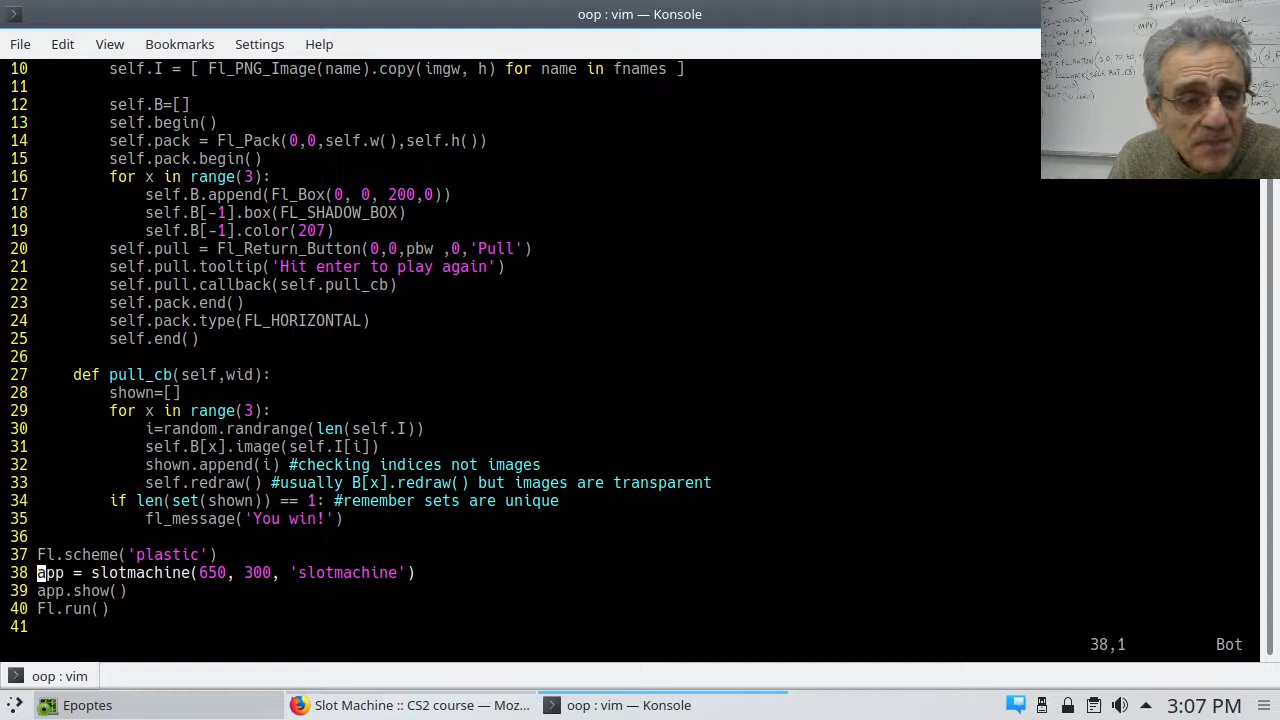 oop : vim — Konsole
File Edit View Bookmarks Settings Help
10 self.I = [ Fl_PNG_Image(name).copy(imgw, h) for name in fnames ]
11
12 self.B=[]
13 self.begin()
14 self.pack = Fl_Pack(0,0,self.w(),self.h())
15 self.pack.begin()
16 for x in range(3):
17 self.B.append(Fl_Box(0, 0, 200,0))
18 self.B[-1].box(FL_SHADOW_BOX)
19 self.B[-1].color(207)
20 self.pull = Fl_Return_Button(0,0,pbw ,0,'Pull')
21 self.pull.tooltip('Hit enter to play again')
22 self.pull.callback(self.pull_cb)
23 self.pack.end()
24 self.pack.type(FL_HORIZONTAL)
25 self.end()
26
27 def pull_cb(self,wid):
28 shown=[]
29 for x in range(3):
30 i=random.randrange(len(self.I))
31 self.B[x].image(self.I[i])
32 shown.append(i) #checking indices not images
33 self.redraw() #usually B[x].redraw() but images are transparent
34 if len(set(shown)) == 1: #remember sets are unique
35 fl_message('You win!')
36
37 Fl.scheme('plastic')
38 app = slotmachine(650, 300, 'slotmachine')
39 app.show()
40 Fl.run()
41
38,1 Bot
oop : vim
Epoptes Slot Machine :: CS2 course — Moz... oop : vim — Konsole 3:07 PM